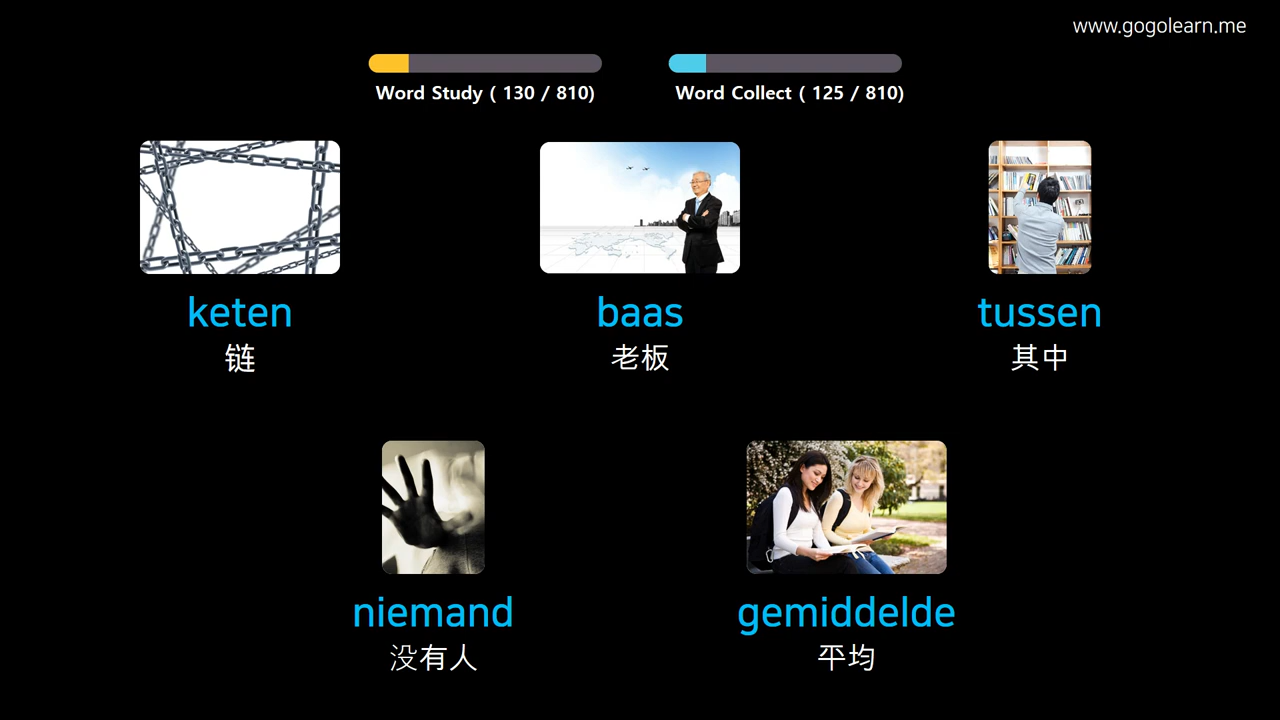 www.gogolearn.me
Word Study ( 130 / 810)
Word Collect ( 125 / 810)
keten
链
baas
老板
tussen
其中
niemand
没有人
gemiddelde
平均